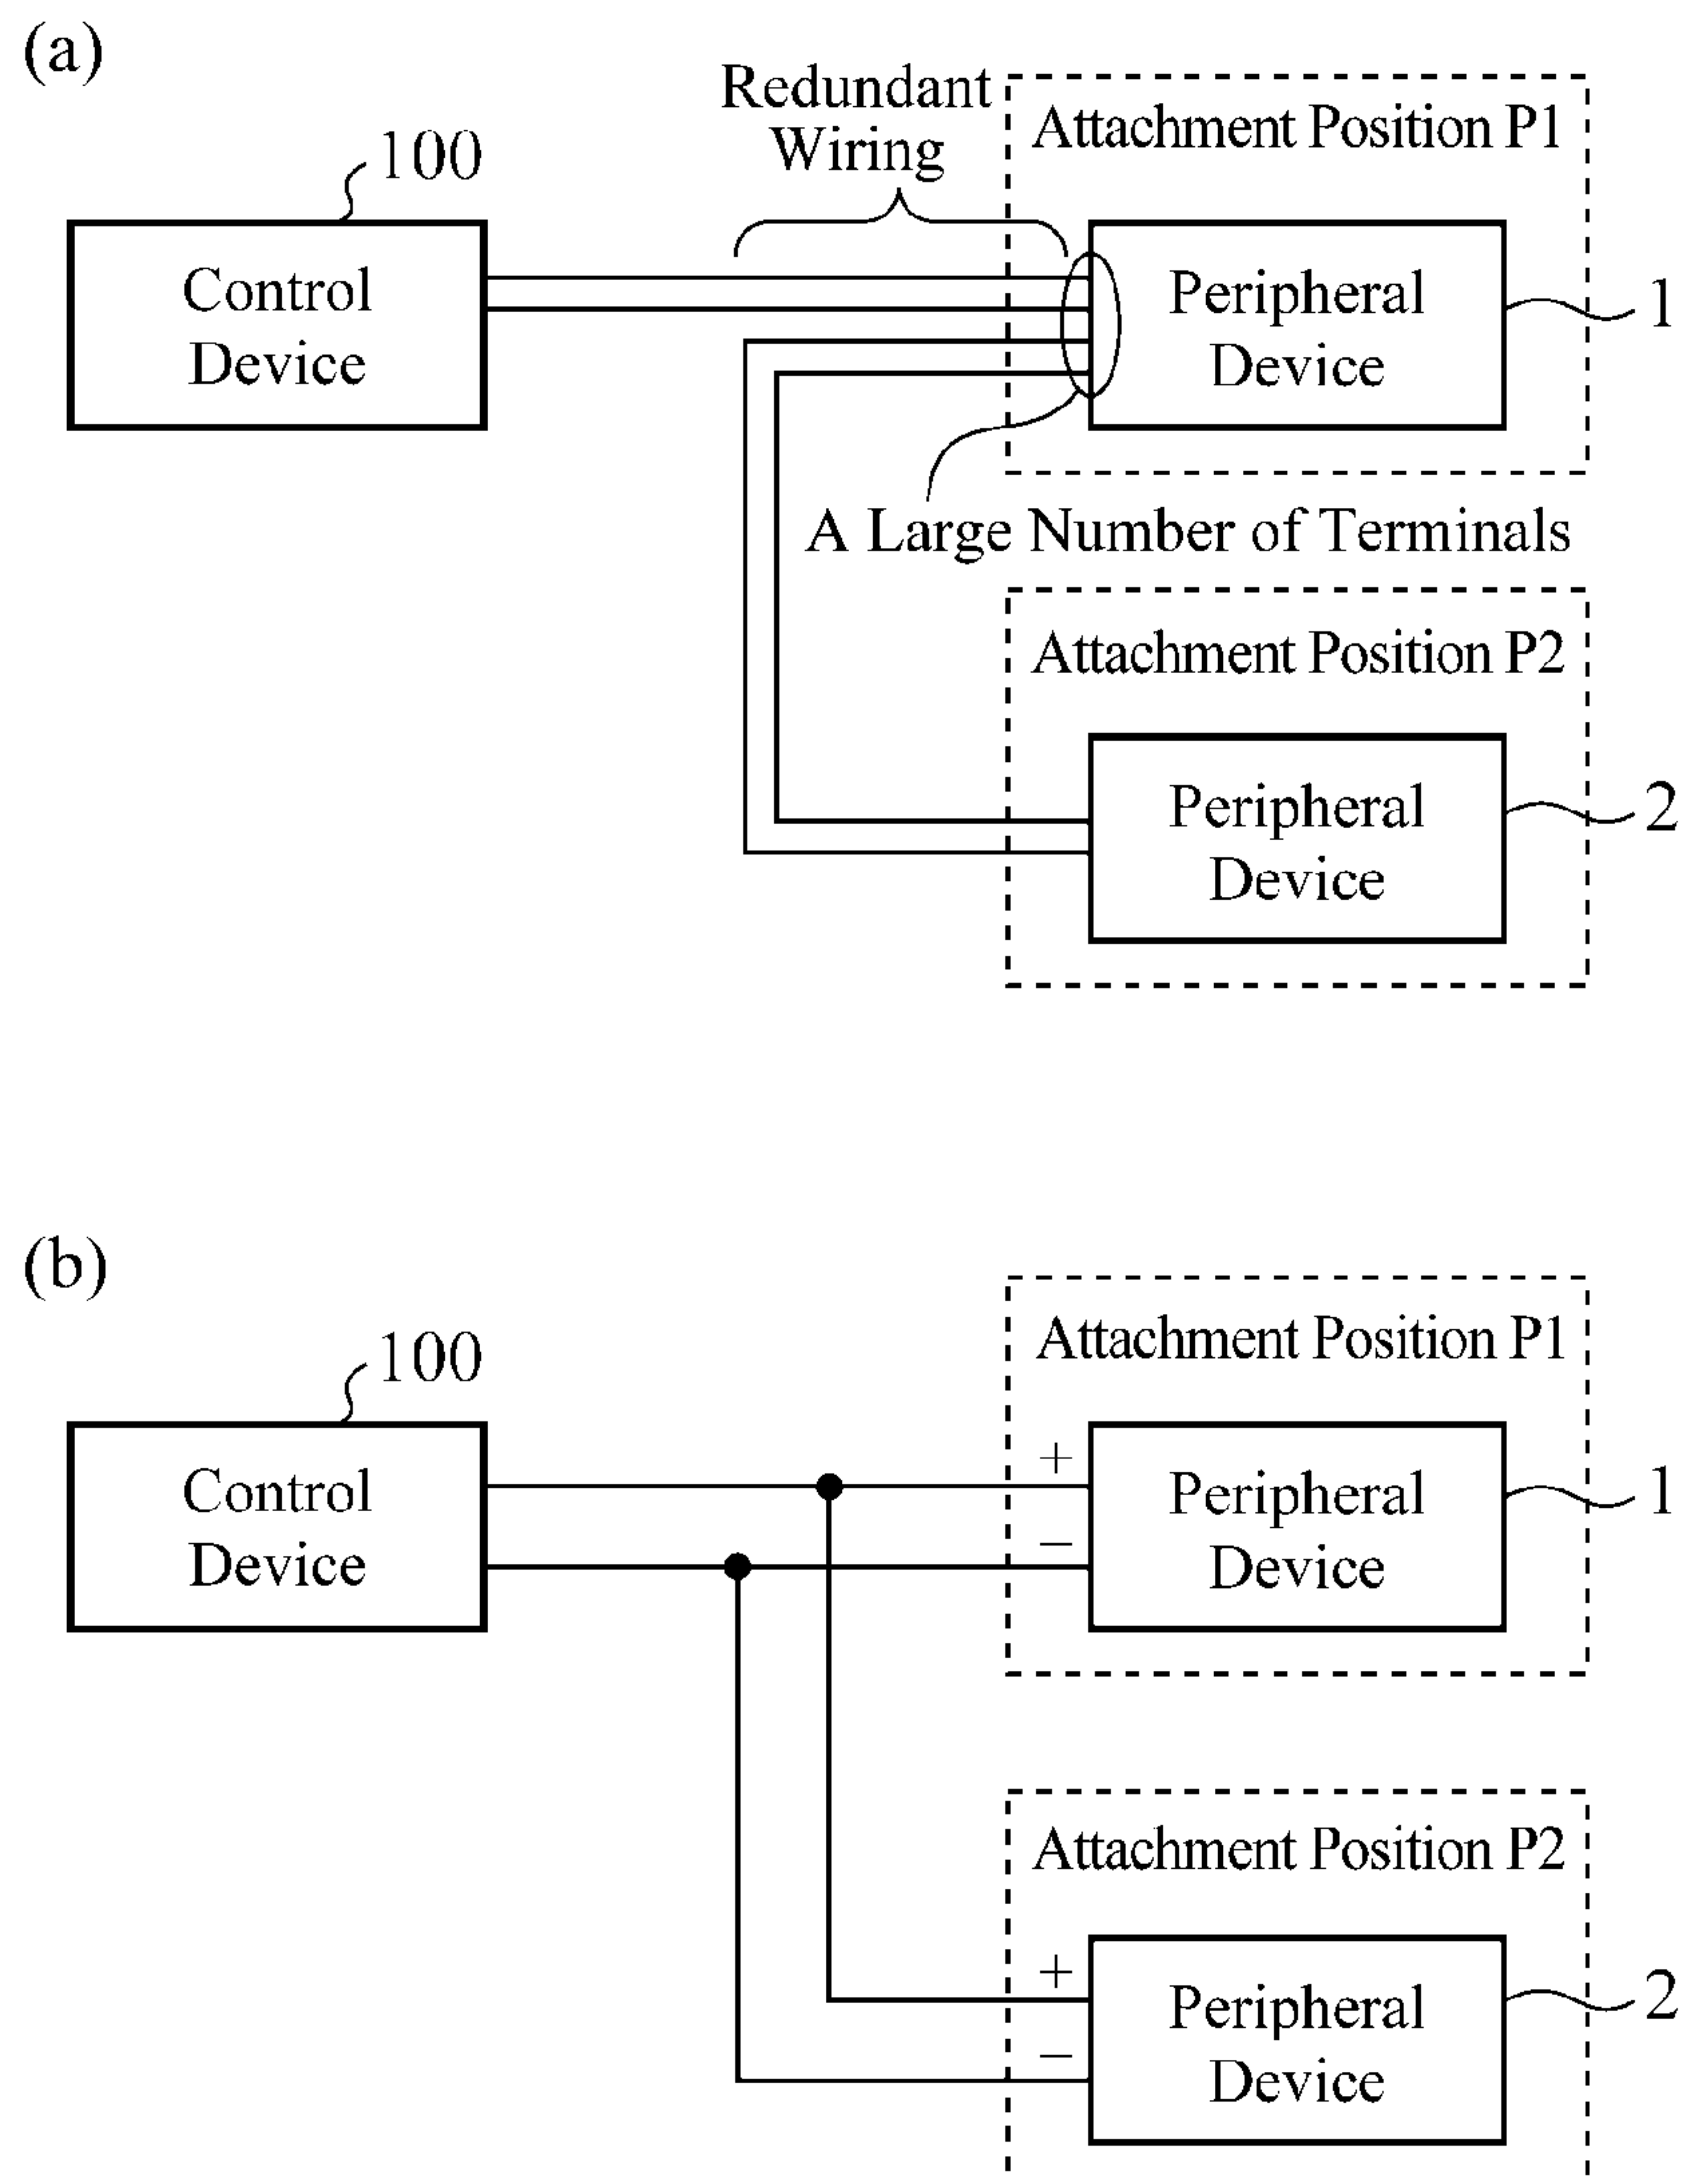 (a)
Redundant
Wiring
Attachment Position P1
100
Control
Device
Peripheral
Device
1
A Large Number of Terminals
Attachment Position P2
Peripheral
Device
2
(b)
Attachment Position P1
100
Control
Device
+
−
Peripheral
Device
1
Attachment Position P2
+
−
Peripheral
Device
2